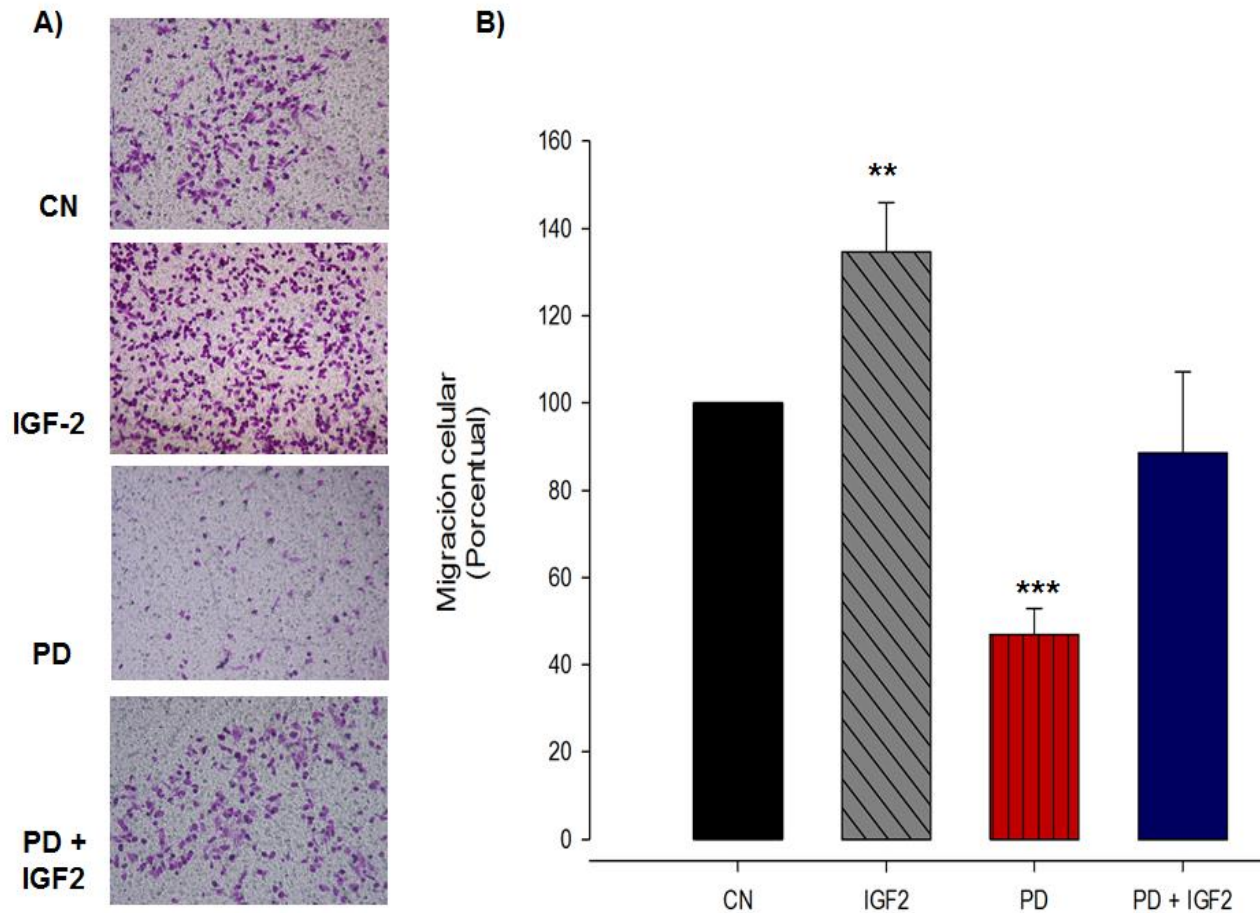 A)
CN
IGF-2
PD
PD +
IGF2
B)
Migración celular
(Porcentual)
160
140
120
100
80
60
40
20
0
**
***
CN
IGF2
PD
PD + IGF2